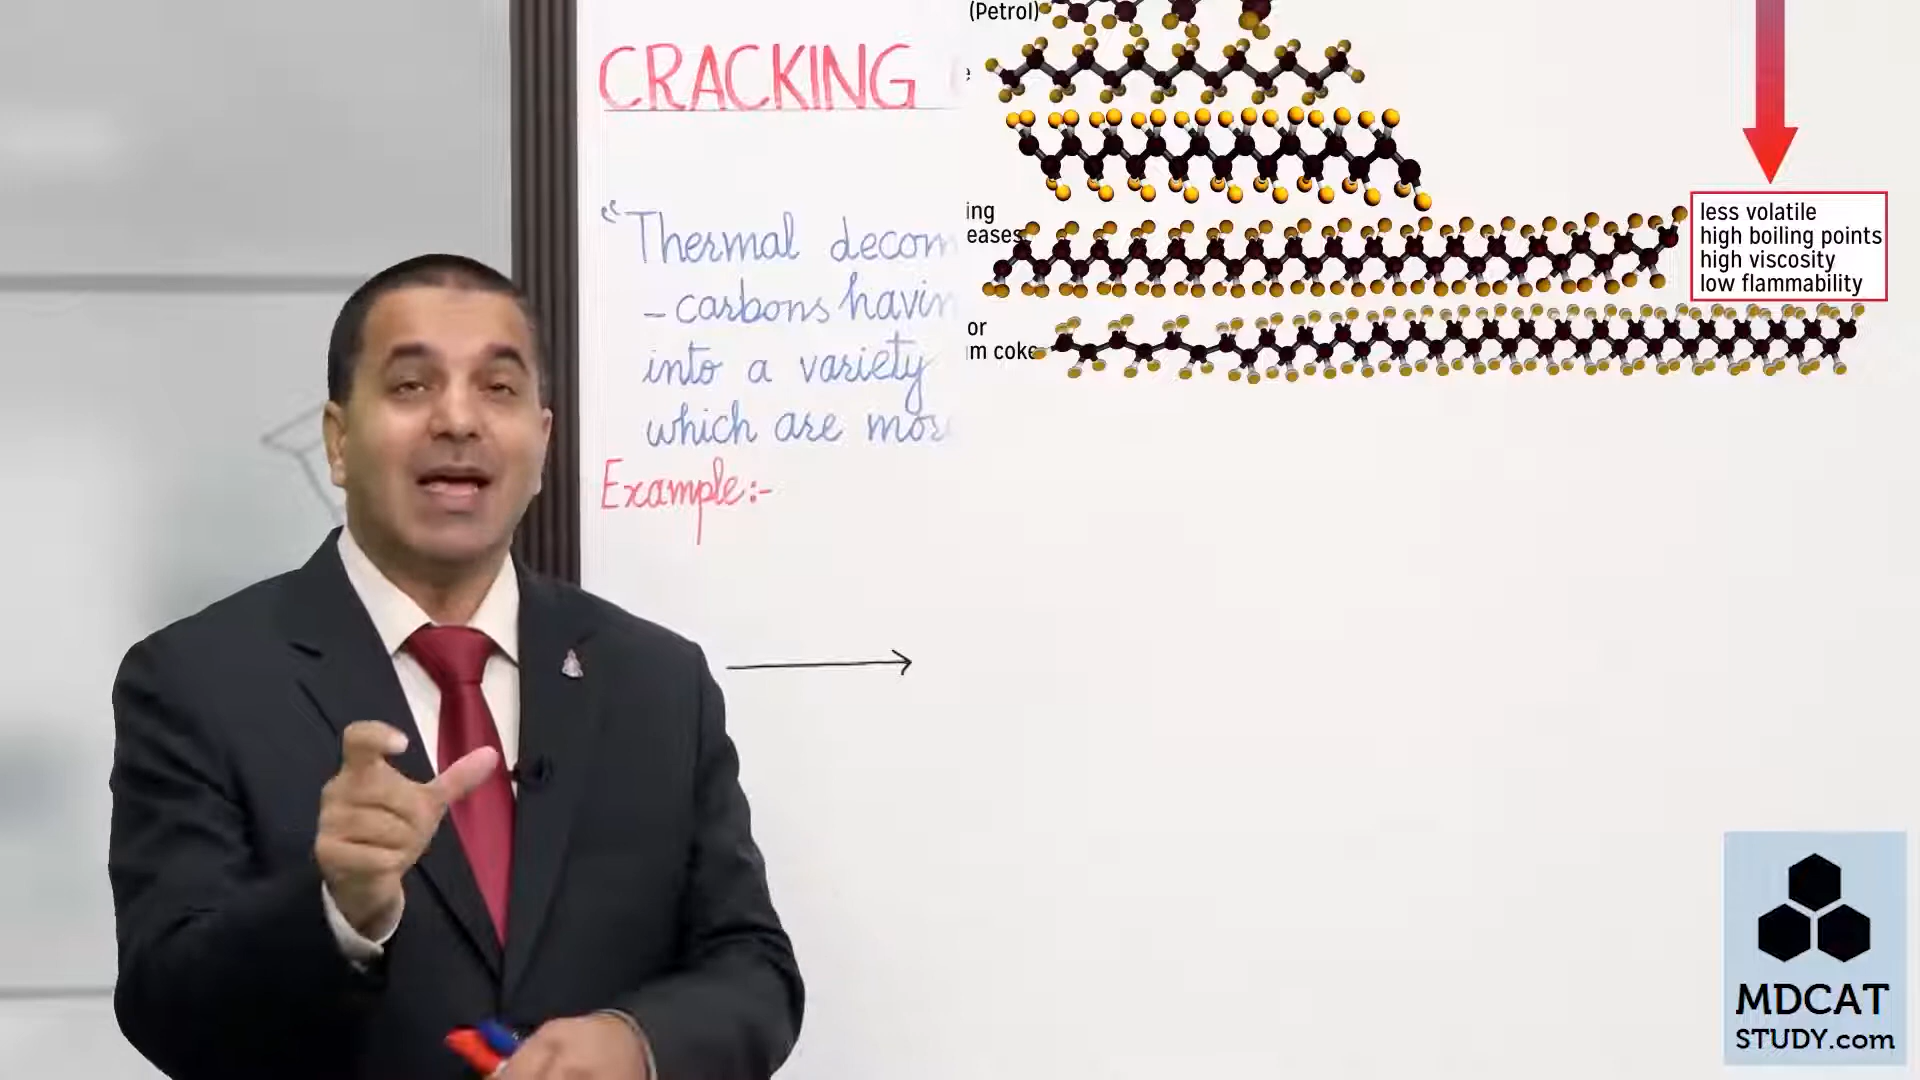 (Petrol)
CRACKING
"Thermal decom
- carbons havin
into a variety
which are mor
Example:-
e
ing
eases
or
m coke
less volatile
high boiling points
high viscosity
low flammability
MDCAT
STUDY.com